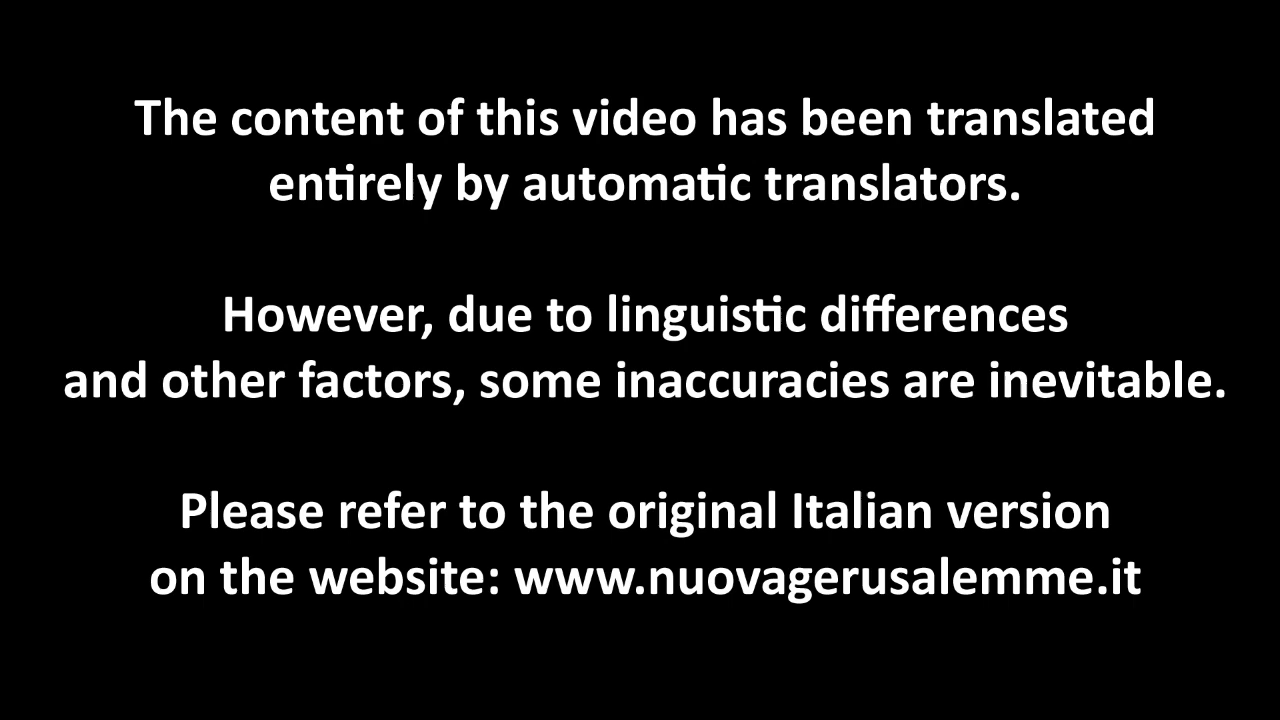 The content of this video has been translated
entirely by automatic translators.
However, due to linguistic differences
and other factors, some inaccuracies are inevitable.
Please refer to the original Italian version
on the website: www.nuovagerusalemme.it